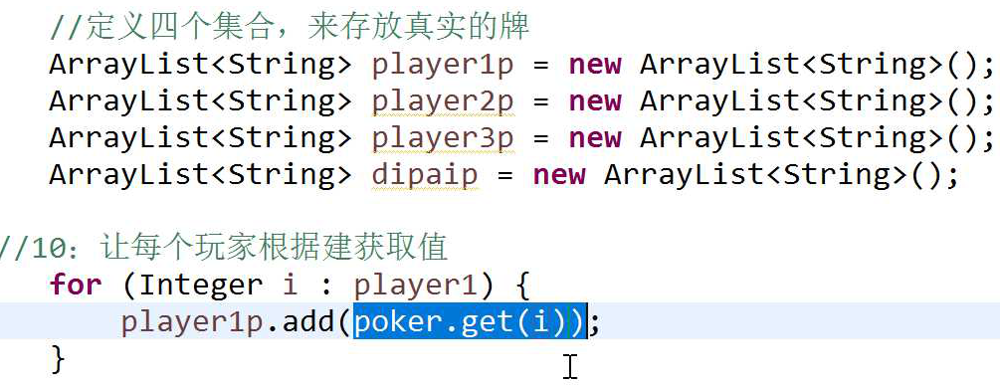 //定义四个集合，来存放真实的牌
ArrayList<String> player1p = new ArrayList<String>();
ArrayList<String> player2p = new ArrayList<String>();
ArrayList<String> player3p = new ArrayList<String>();
ArrayList<String> dipaip = new ArrayList<String>();
//10：让每个玩家根据建获取值
for (Integer i : player1) {
player1p.add(poker.get(i));
}